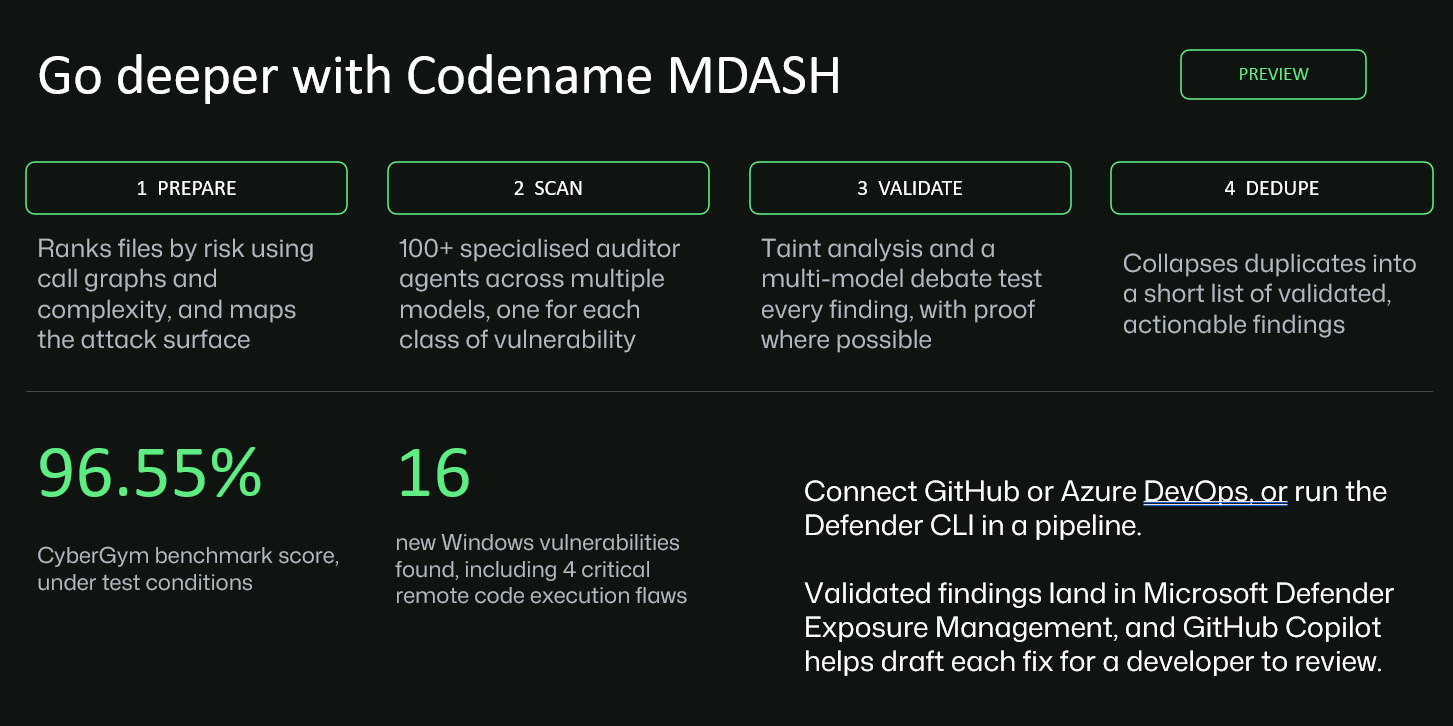 Go deeper with Codename MDASH
PREVIEW
1 PREPARE
Ranks files by risk using
call graphs and
complexity, and maps
the attack surface
2 SCAN
100+ specialised auditor
agents across multiple
models, one for each
class of vulnerability
3 VALIDATE
Taint analysis and a
multi-model debate test
every finding, with proof
where possible
4 DEDUPE
Collapses duplicates into
a short list of validated,
actionable findings
96.55%
CyberGym benchmark score,
under test conditions
16
new Windows vulnerabilities
found, including 4 critical
remote code execution flaws
Connect GitHub or Azure DevOps, or run the
Defender CLI in a pipeline.
Validated findings land in Microsoft Defender
Exposure Management, and GitHub Copilot
helps draft each fix for a developer to review.